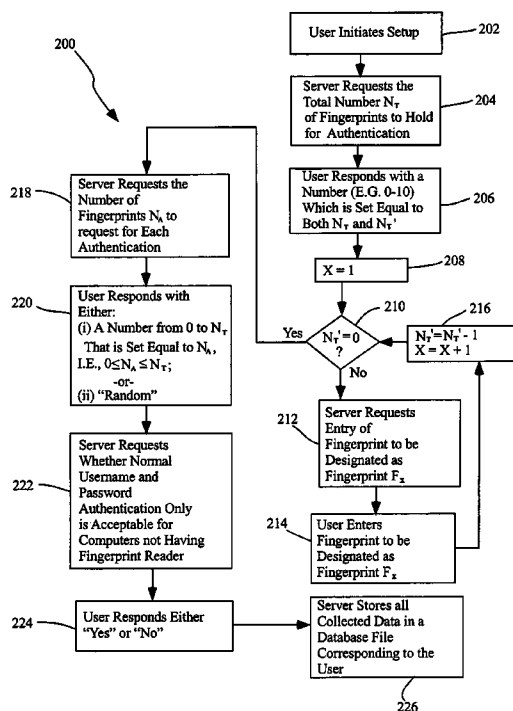 200
User Initiates Setup
202
Server Requests the
Total Number N_T
of Fingerprints to Hold
for Authentication
204
User Responds with a
Number (E.G. 0-10)
Which is Set Equal to
Both N_T and N_T'
206
X = 1
208
210
N_T'=0
?
Yes
No
216
N_T'=N_T' - 1
X = X + 1
212
Server Requests
Entry of
Fingerprint to be
Designated as
Fingerprint F_x
214
User Enters
Fingerprint to be
Designated as
Fingerprint F_x
218
Server Requests the
Number of
Fingerprints N_A to
request for Each
Authentication
220
User Responds with
Either:
(i) A Number from 0 to N_T
That is Set Equal to N_A,
I.E., 0≤N_A≤N_T;
-or-
(ii) "Random"
222
Server Requests
Whether Normal
Username and
Password
Authentication Only
is Acceptable for
Computers not Having
Fingerprint Reader
224
User Responds Either
"Yes" or "No"
Server Stores all
Collected Data in a
Database File
Corresponding to the
User
226